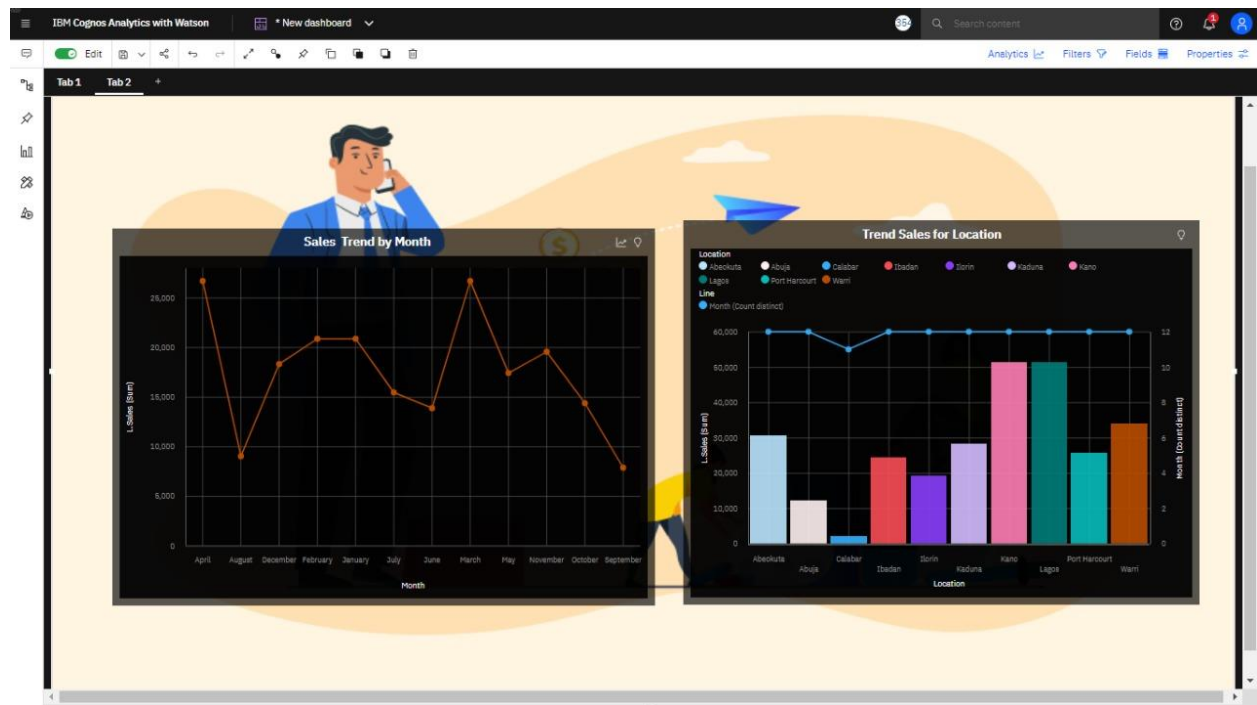 IBM Cognos Analytics with Watson
* New dashboard
354
Search content
Edit
Analytics
Filters
Fields
Properties
Tab 1 Tab 2 +
Sales Trend by Month
25,000
20,000
15,000
10,000
5,000
0
L.Sales (Sum)
April August December February January July June March May November October September
Month
Trend Sales for Location
Location
Abeokuta Abuja Calabar Ibadan Ilorin Kaduna Kano
Lagos Port Harcourt Warri
Line
Month (Count distinct)
60,000 12
50,000 10
40,000 8
30,000 6
20,000 4
10,000 2
0 0
L.Sales (Sum)
Month (Count distinct)
Abeokuta Abuja Calabar Ibadan Ilorin Kaduna Kano Lagos Port Harcourt Warri
Location